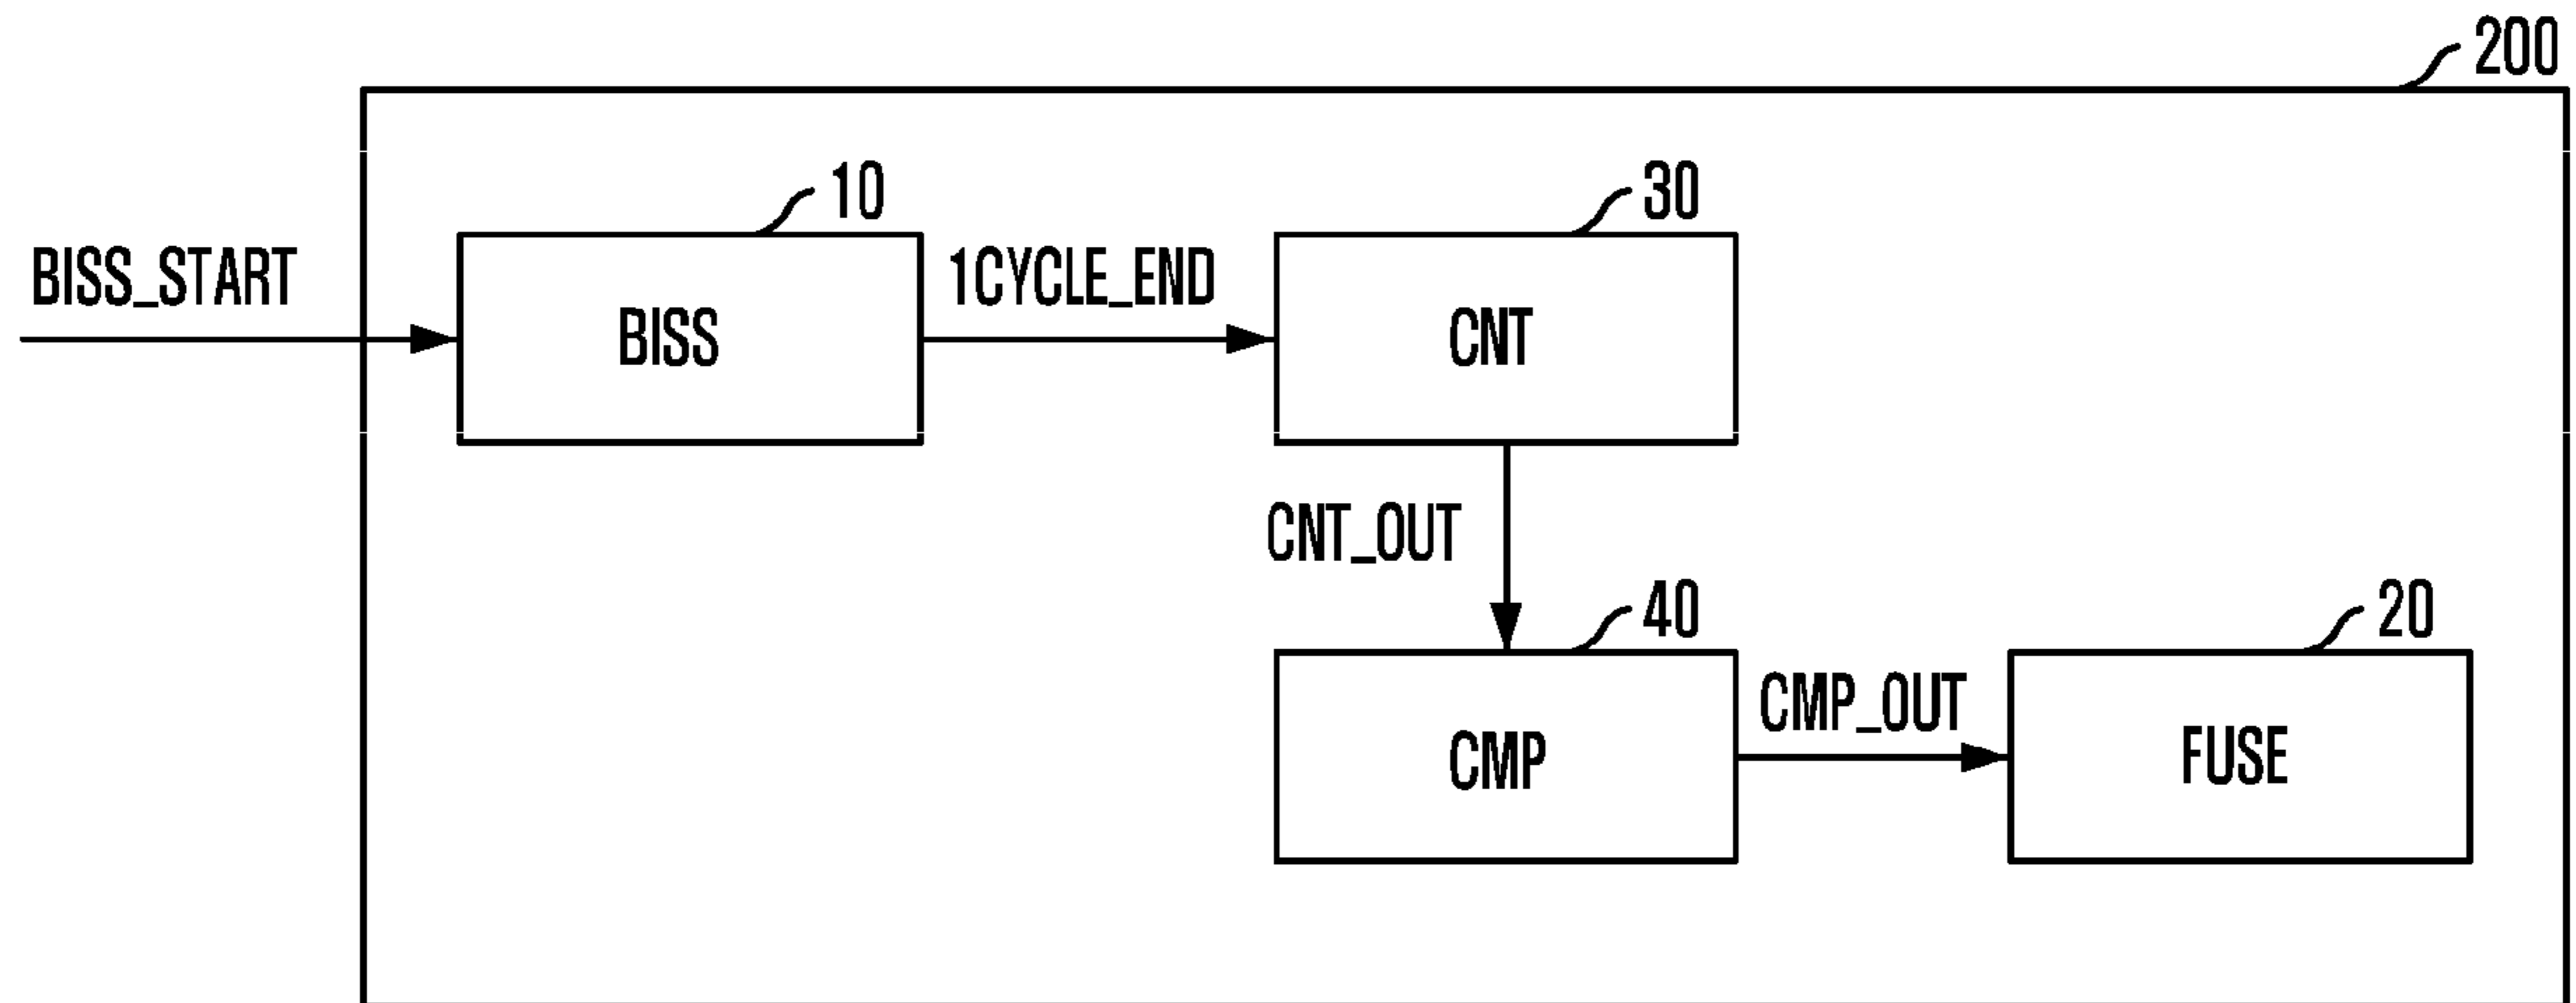 200
10
30
BISS_START
1CYCLE_END
BISS
CNT
CNT_OUT
40
20
CMP_OUT
CMP
FUSE